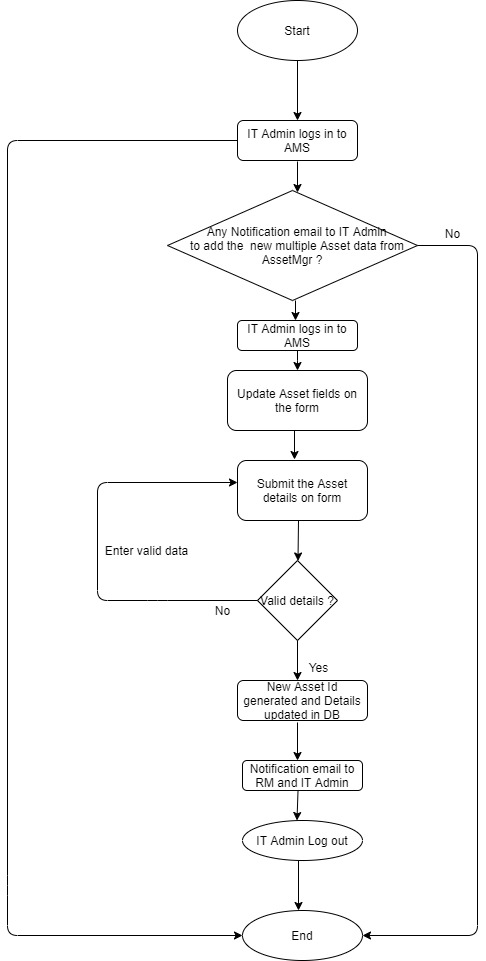 Start
IT Admin logs in to
AMS
Any Notification email to IT Admin
to add the new multiple Asset data from
AssetMgr ?
No
IT Admin logs in to
AMS
Update Asset fields on
the form
Submit the Asset
details on form
Enter valid data
Valid details ?
No
Yes
New Asset Id
generated and Details
updated in DB
Notification email to
RM and IT Admin
IT Admin Log out
End